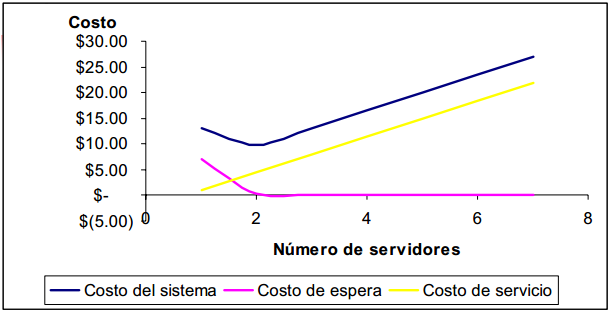 Costo
$30.00
$25.00
$20.00
$15.00
$10.00
$5.00
$-
$(5.00)
0 2 4 6 8
Número de servidores
Costo del sistema Costo de espera Costo de servicio